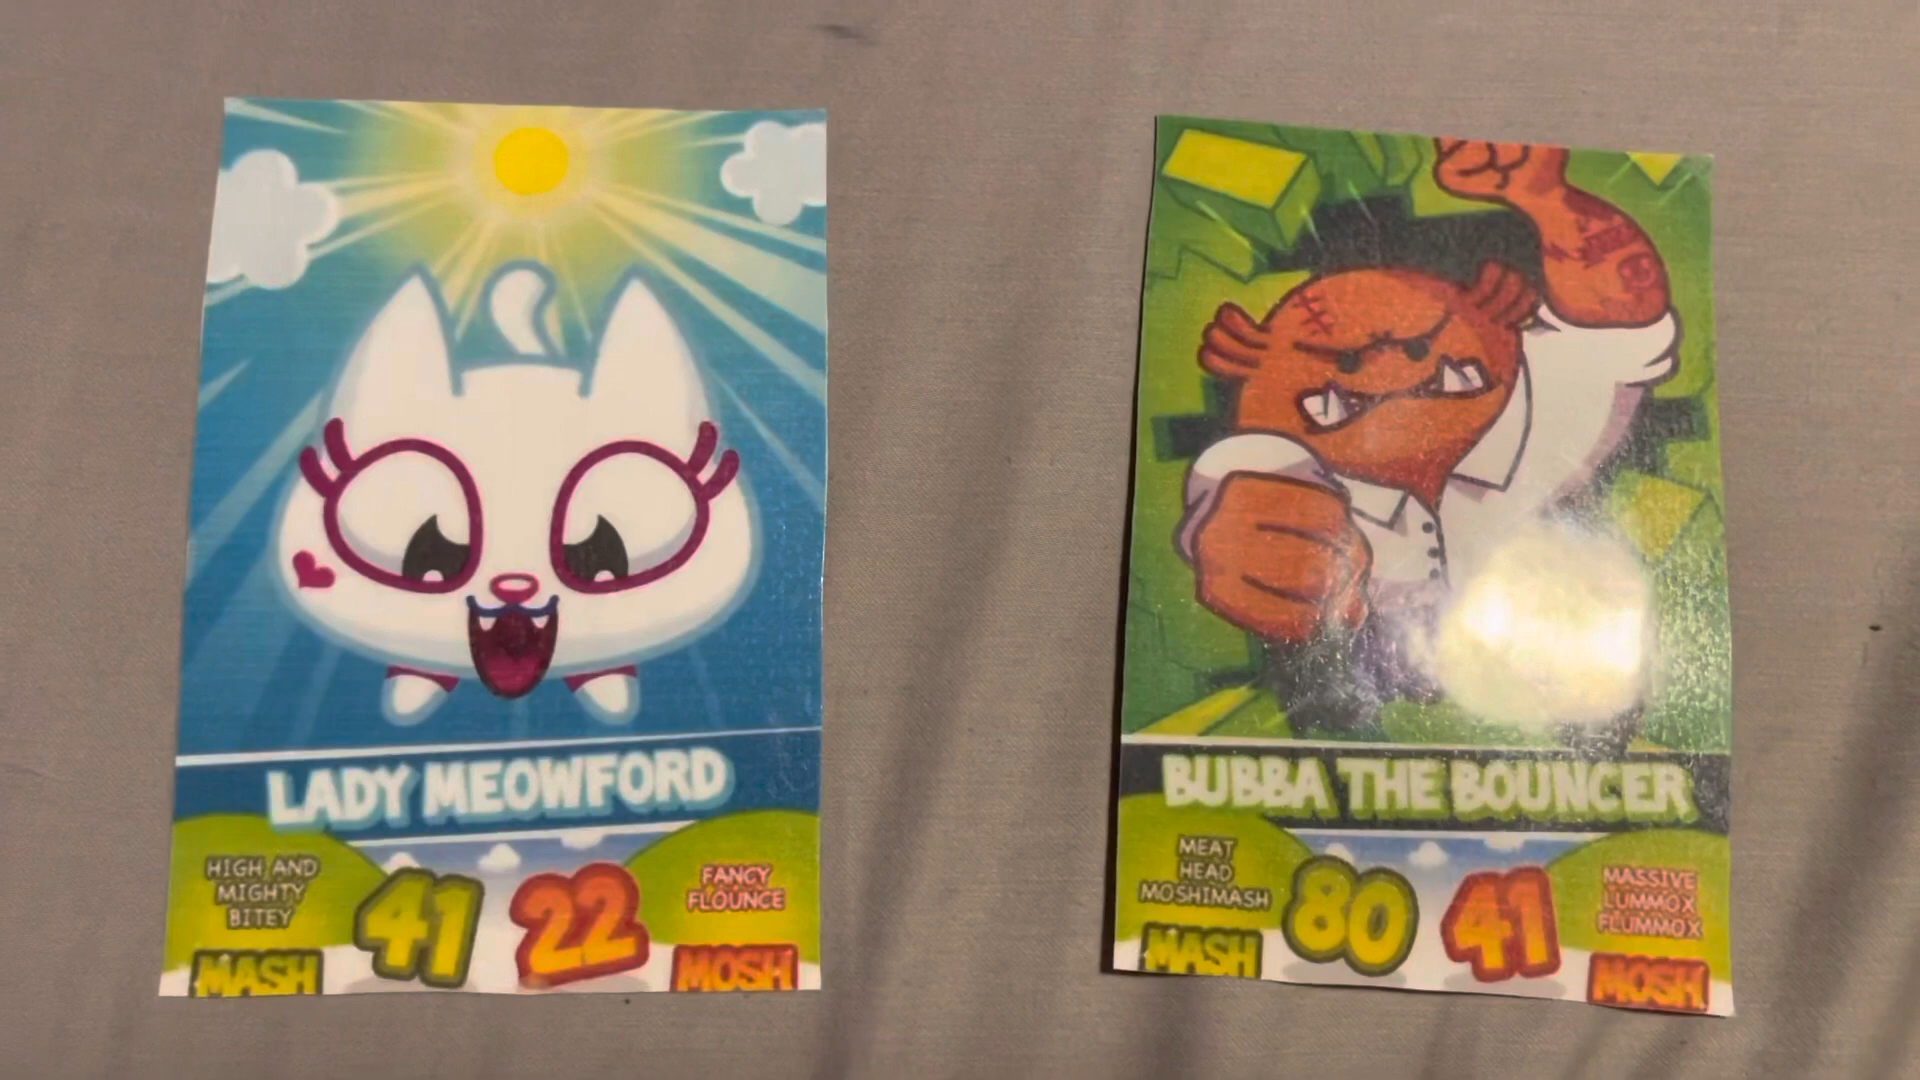 LADY MEOWFORD
HIGH AND
MIGHTY
BITEY
41
22
FANCY
FLOUNCE
MASH
MOSH
BUBBA THE BOUNCER
MEAT
HEAD
MOSHIMASH
80
41
MASSIVE
LUMMOX
FLUMMOX
MASH
MOSH